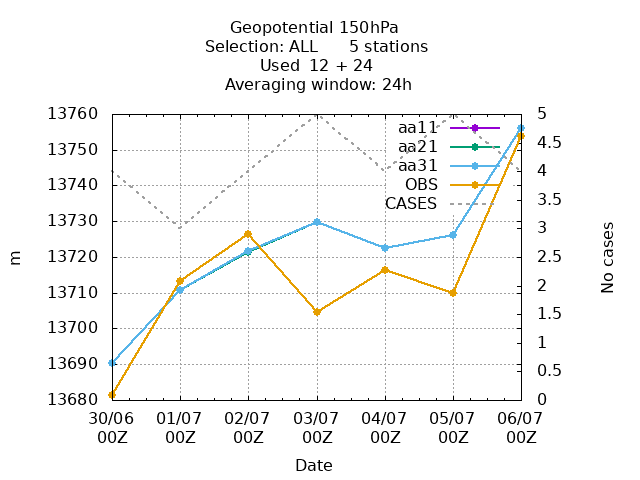 Geopotential 150hPa
Selection: ALL      5 stations
Used  12 + 24
Averaging window: 24h
13760
13750
13740
13730
13720
13710
13700
13690
13680
m
5
4.5
4
3.5
3
2.5
2
1.5
1
0.5
0
No cases
aa11
aa21
aa31
OBS
CASES
30/06 01/07 02/07 03/07 04/07 05/07 06/07
00Z 00Z 00Z 00Z 00Z 00Z 00Z
Date